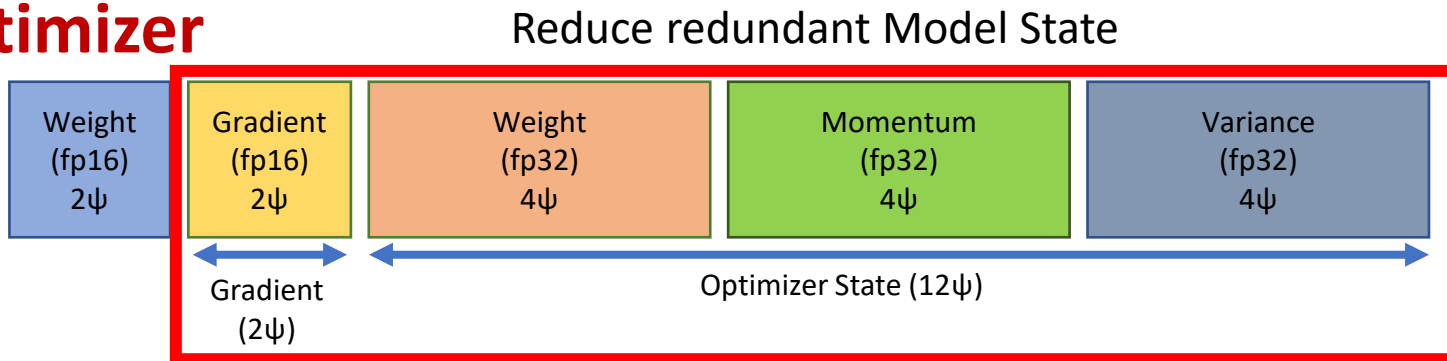 timizer
Reduce redundant Model State
Weight
(fp16)
2ψ
Gradient
(fp16)
2ψ
Weight
(fp32)
4ψ
Momentum
(fp32)
4ψ
Variance
(fp32)
4ψ
Gradient
(2ψ)
Optimizer State (12ψ)